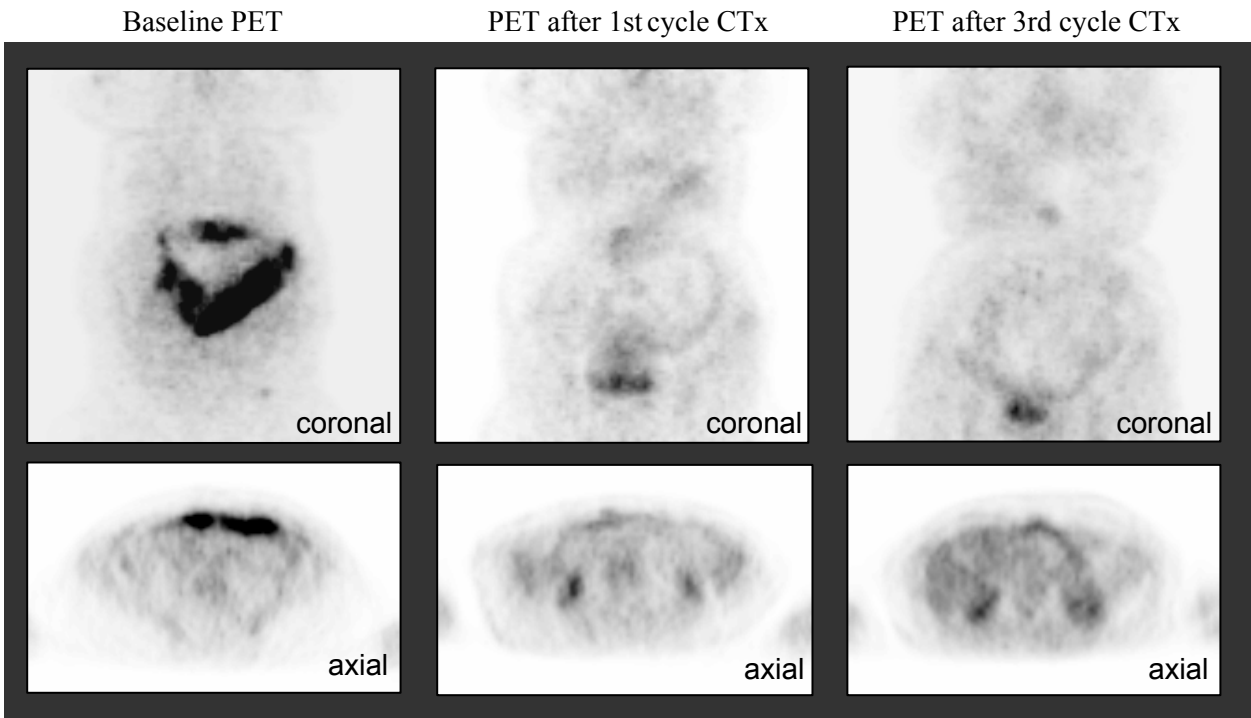 Baseline PET
PET after 1st cycle CTx
PET after 3rd cycle CTx
coronal
coronal
coronal
axial
axial
axial